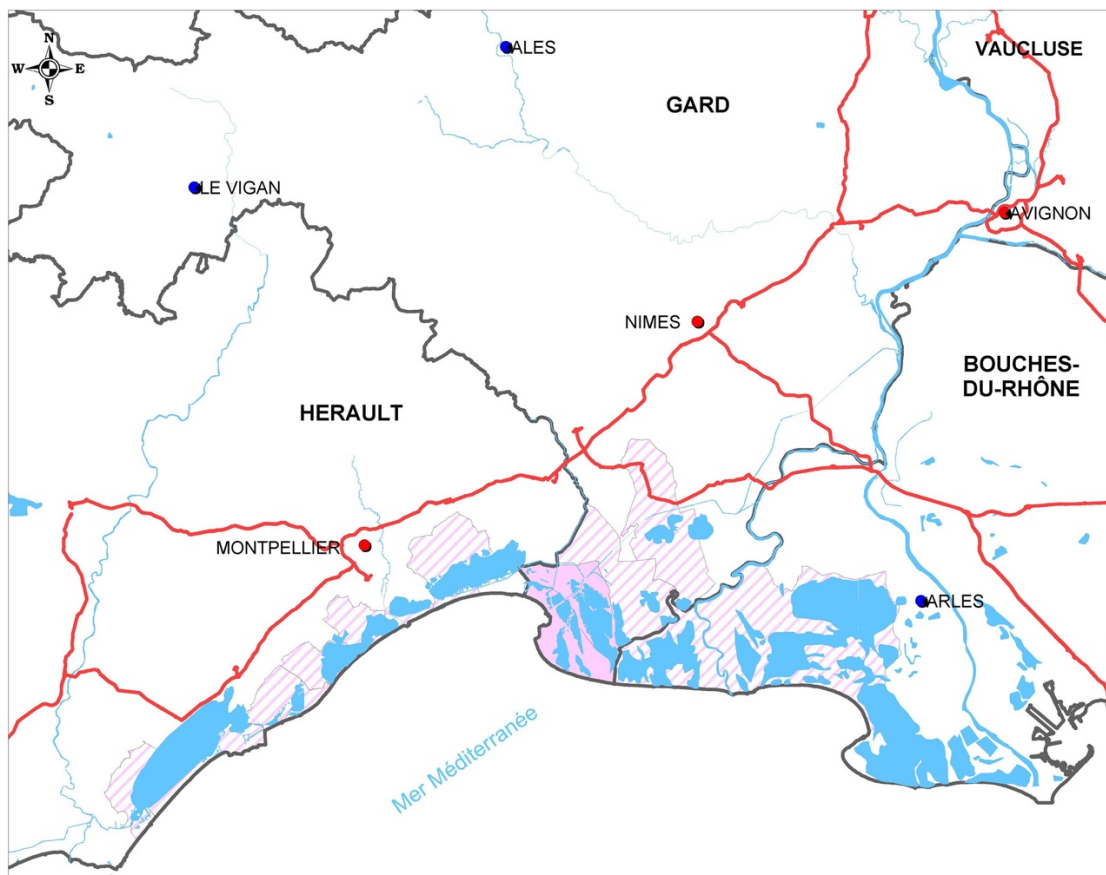 N
W E
S
ALES
VAUCLUSE
GARD
LE VIGAN
AVIGNON
NIMES
BOUCHES-
DU-RHÔNE
HERAULT
MONTPELLIER
ARLES
Mer Méditerranée